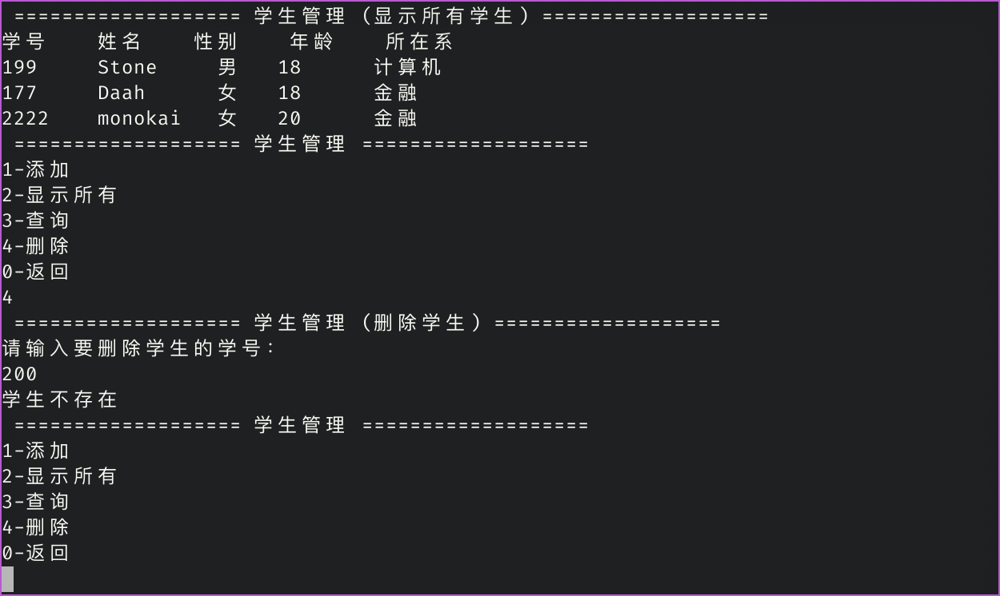 =================== 学生管理（显示所有学生）===================
学号 姓名 性别 年龄 所在系
199 Stone 男 18 计算机
177 Daah 女 18 金融
2222 monokai 女 20 金融
=================== 学生管理 ===================
1-添加
2-显示所有
3-查询
4-删除
0-返回
4
=================== 学生管理（删除学生）===================
请输入要删除学生的学号：
200
学生不存在
=================== 学生管理 ===================
1-添加
2-显示所有
3-查询
4-删除
0-返回